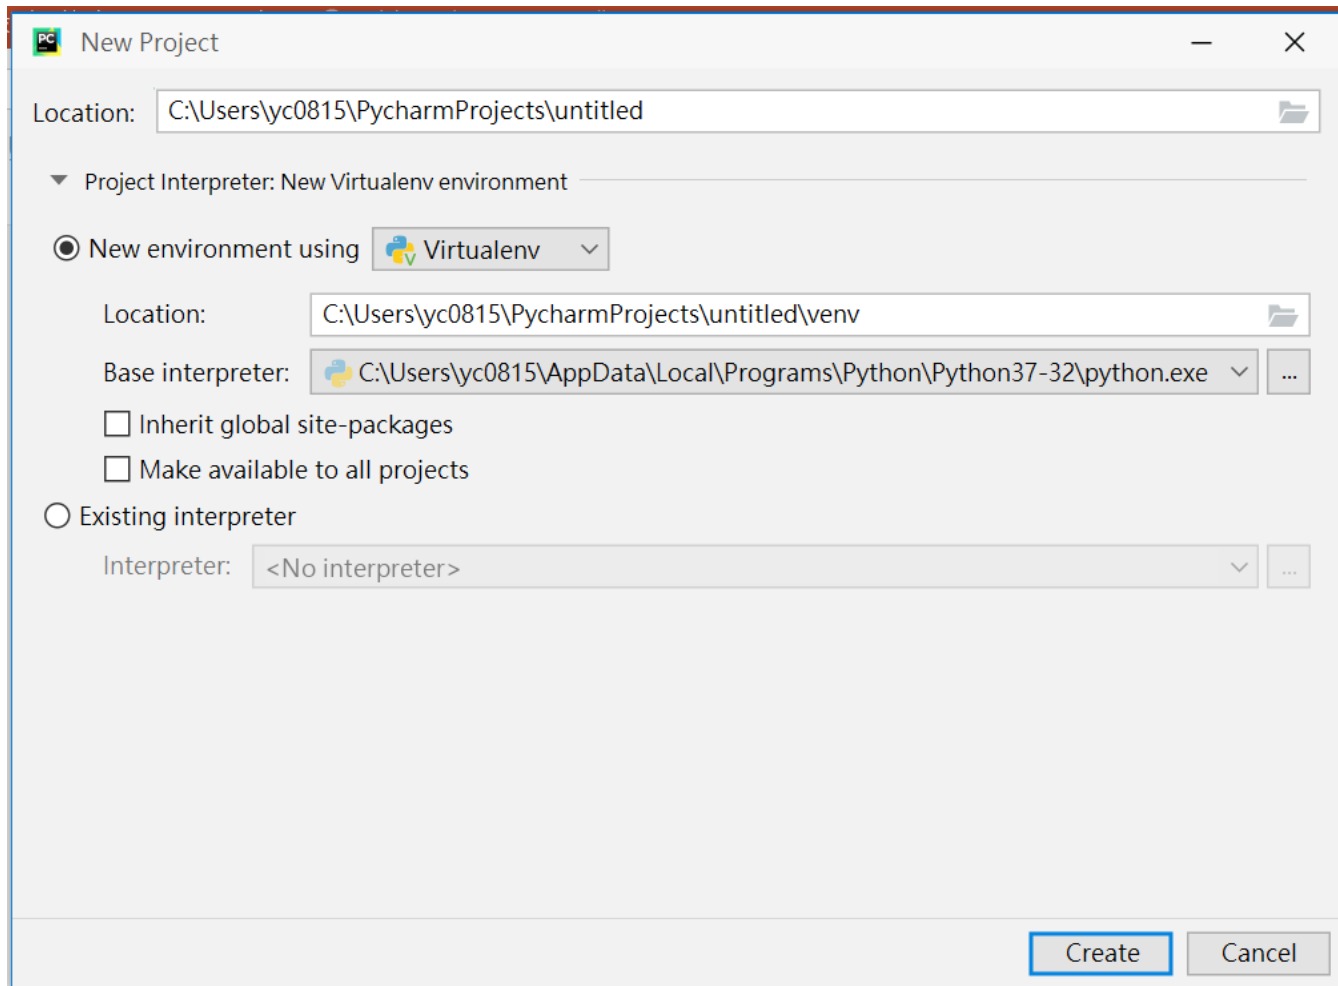 PC New Project
Location: C:\Users\yc0815\PycharmProjects\untitled
Project Interpreter: New Virtualenv environment
New environment using Virtualenv
Location: C:\Users\yc0815\PycharmProjects\untitled\venv
Base interpreter: C:\Users\yc0815\AppData\Local\Programs\Python\Python37-32\python.exe ...
Inherit global site-packages
Make available to all projects
Existing interpreter
Interpreter: <No interpreter> ...
Create Cancel